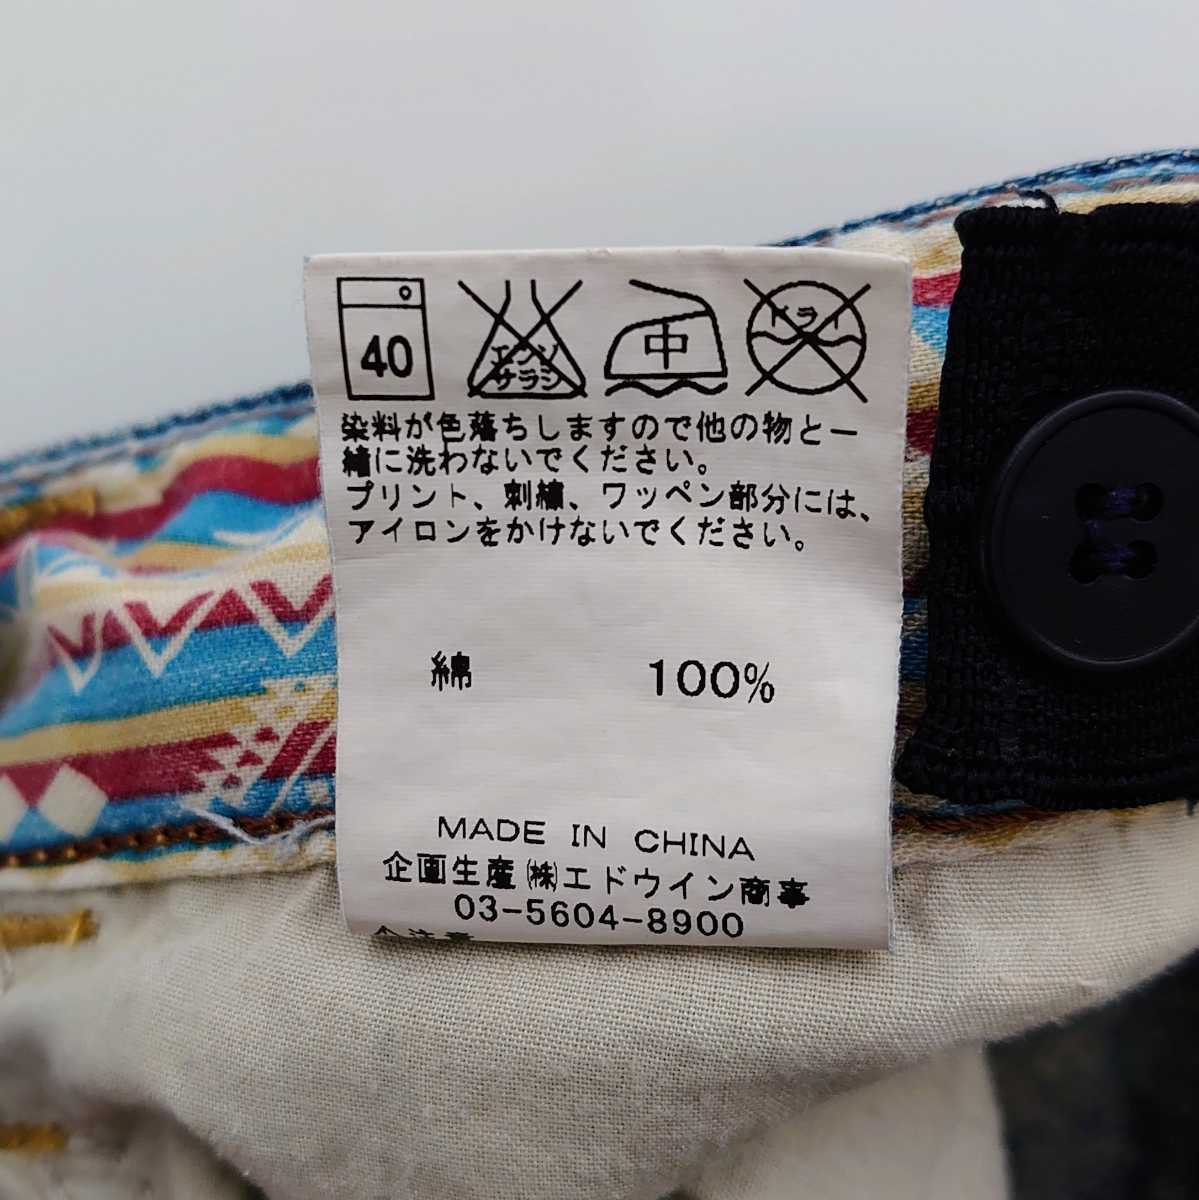 40
エンソ
サラシ
中
ドライ
染料が色落ちしますので他の物と一
緒に洗わないでください。
プリント、刺繍、ワッペン部分には、
アイロンをかけないでください。
綿 100%
MADE IN CHINA
企画生産㈱エドウイン商事
03-5604-8900